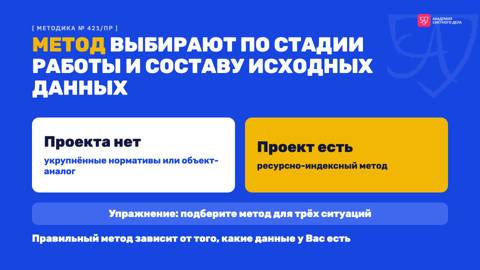 [ МЕТОДИКА № 421/ПР ]
АКАДЕМИЯ
СМЕТНОГО ДЕЛА
МЕТОД ВЫБИРАЮТ ПО СТАДИИ
РАБОТЫ И СОСТАВУ ИСХОДНЫХ
ДАННЫХ
Проекта нет
укрупнённые нормативы или объект-
аналог
Проект есть
ресурсно-индексный метод
Упражнение: подберите метод для трёх ситуаций
Правильный метод зависит от того, какие данные у Вас есть